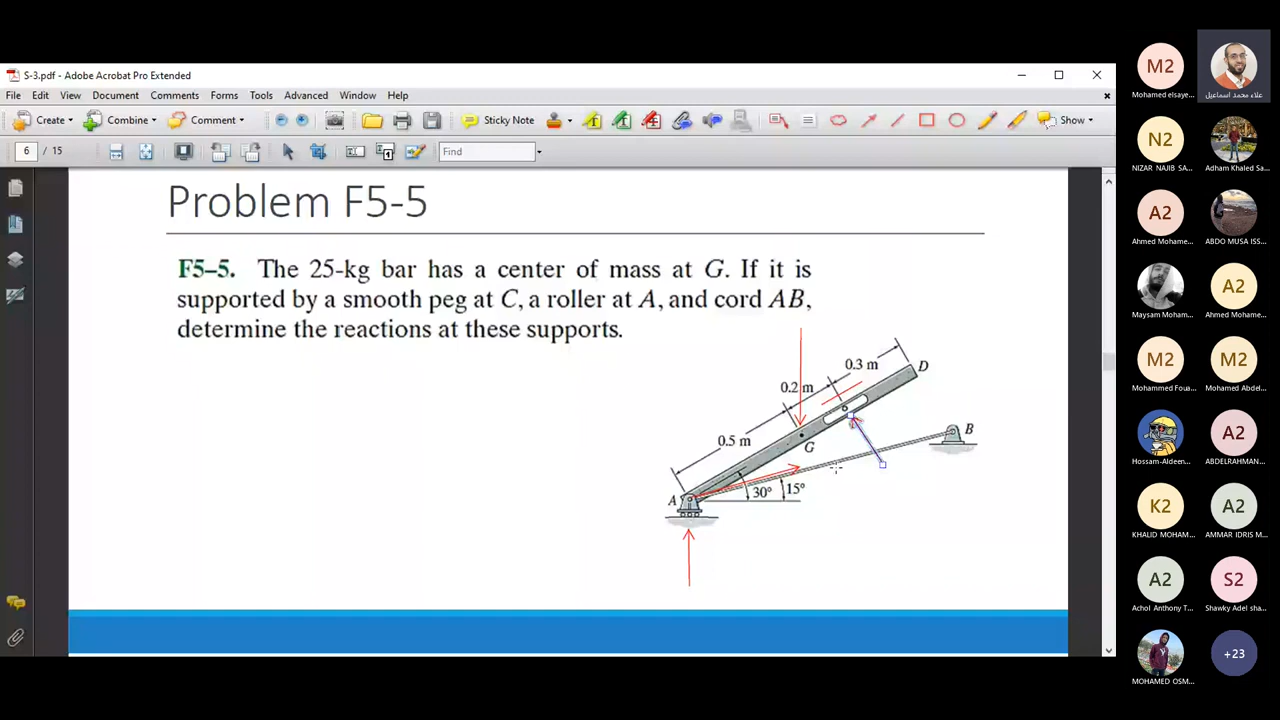 S-3.pdf - Adobe Acrobat Pro Extended
File Edit View Document Comments Forms Tools Advanced Window Help
Create Combine Comment Sticky Note Show
6 / 15 Find
Problem F5-5
F5–5. The 25-kg bar has a center of mass at G. If it is
supported by a smooth peg at C, a roller at A, and cord AB,
determine the reactions at these supports.
0.3 m
D
0.2 m
0.5 m
G
B
A
30°
15°
M2
Mohamed elsaye...
علاء محمد اسماعيل
N2
NIZAR NAJIB SA...
Adham Khaled Sa...
A2
Ahmed Mohame...
ABDO MUSA ISS...
Maysam Moham...
A2
Ahmed Mohame...
M2
Mohammed Foua...
M2
Mohamed Abdel...
Hossam-Aldeen...
A2
ABDELRAHMAN...
K2
KHALID MOHAM...
A2
AMMAR IDRIS M...
A2
Achol Anthony T...
S2
Shawky Adel sha...
MOHAMED OSM...
+23